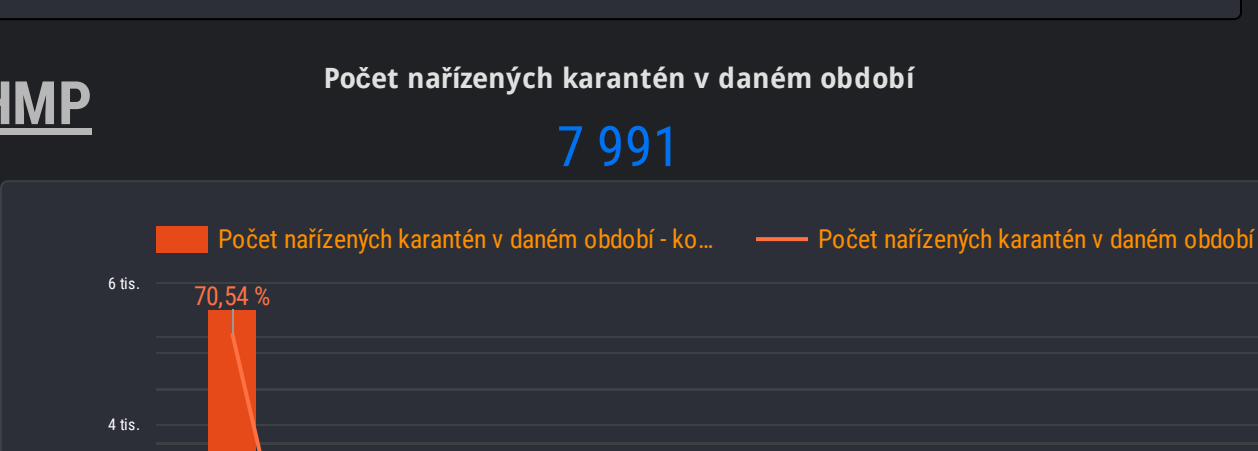 Počet nařízených karantén v daném období
HMP
7 991
Počet nařízených karantén v daném období - ko…
Počet nařízených karantén v daném období
6 tis.
70,54 %
4 tis.